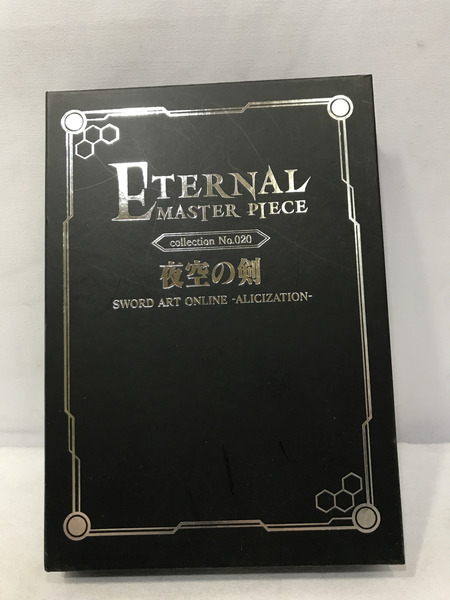 ETERNAL
MASTER PIECE
collection No.020
夜空の剣
SWORD ART ONLINE -ALICIZATION-